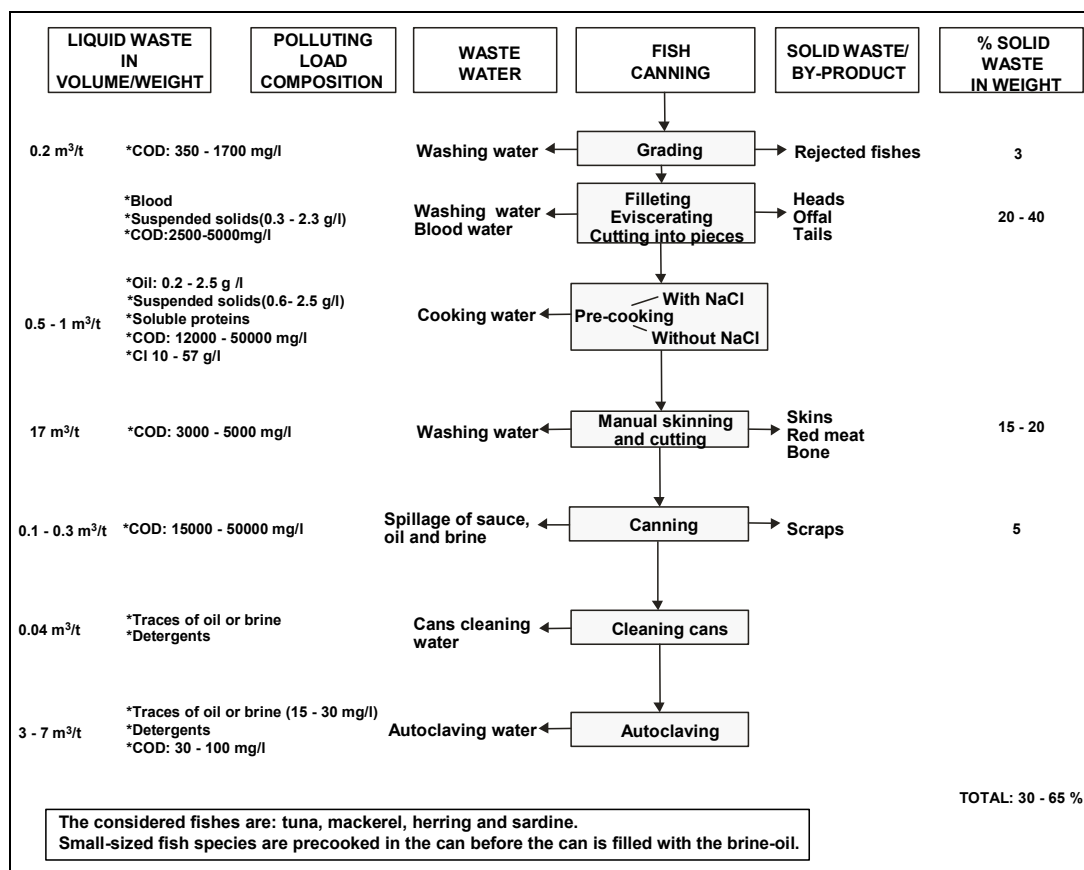 LIQUID WASTE
IN
VOLUME/WEIGHT
POLLUTING
LOAD
COMPOSITION
WASTE
WATER
FISH
CANNING
SOLID WASTE/
BY-PRODUCT
% SOLID
WASTE
IN WEIGHT
0.2 m³/t
*COD: 350 - 1700 mg/l
Washing water
Grading
Rejected fishes
3
*Blood
*Suspended solids(0.3 - 2.3 g/l)
*COD:2500-5000mg/l
Washing water
Blood water
Filleting
Eviscerating
Cutting into pieces
Heads
Offal
Tails
20 - 40
0.5 - 1 m³/t
*Oil: 0.2 - 2.5 g /l
*Suspended solids(0.6- 2.5 g/l)
*Soluble proteins
*COD: 12000 - 50000 mg/l
*Cl 10 - 57 g/l
Cooking water
With NaCl
Pre-cooking
Without NaCl
17 m³/t
*COD: 3000 - 5000 mg/l
Washing water
Manual skinning
and cutting
Skins
Red meat
Bone
15 - 20
0.1 - 0.3 m³/t
*COD: 15000 - 50000 mg/l
Spillage of sauce,
oil and brine
Canning
Scraps
5
0.04 m³/t
*Traces of oil or brine
*Detergents
Cans cleaning
water
Cleaning cans
3 - 7 m³/t
*Traces of oil or brine (15 - 30 mg/l)
*Detergents
*COD: 30 - 100 mg/l
Autoclaving water
Autoclaving
TOTAL: 30 - 65 %
The considered fishes are: tuna, mackerel, herring and sardine.
Small-sized fish species are precooked in the can before the can is filled with the brine-oil.